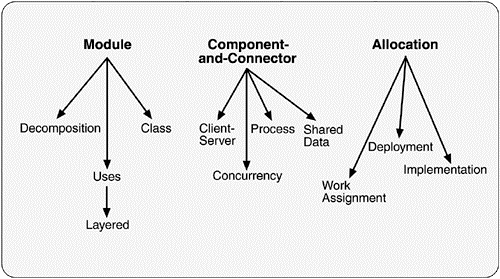 Module
Component-
and-Connector
Allocation
Decomposition
Class
Uses
Layered
Client-
Server
Process
Shared
Data
Concurrency
Deployment
Implementation
Work
Assignment